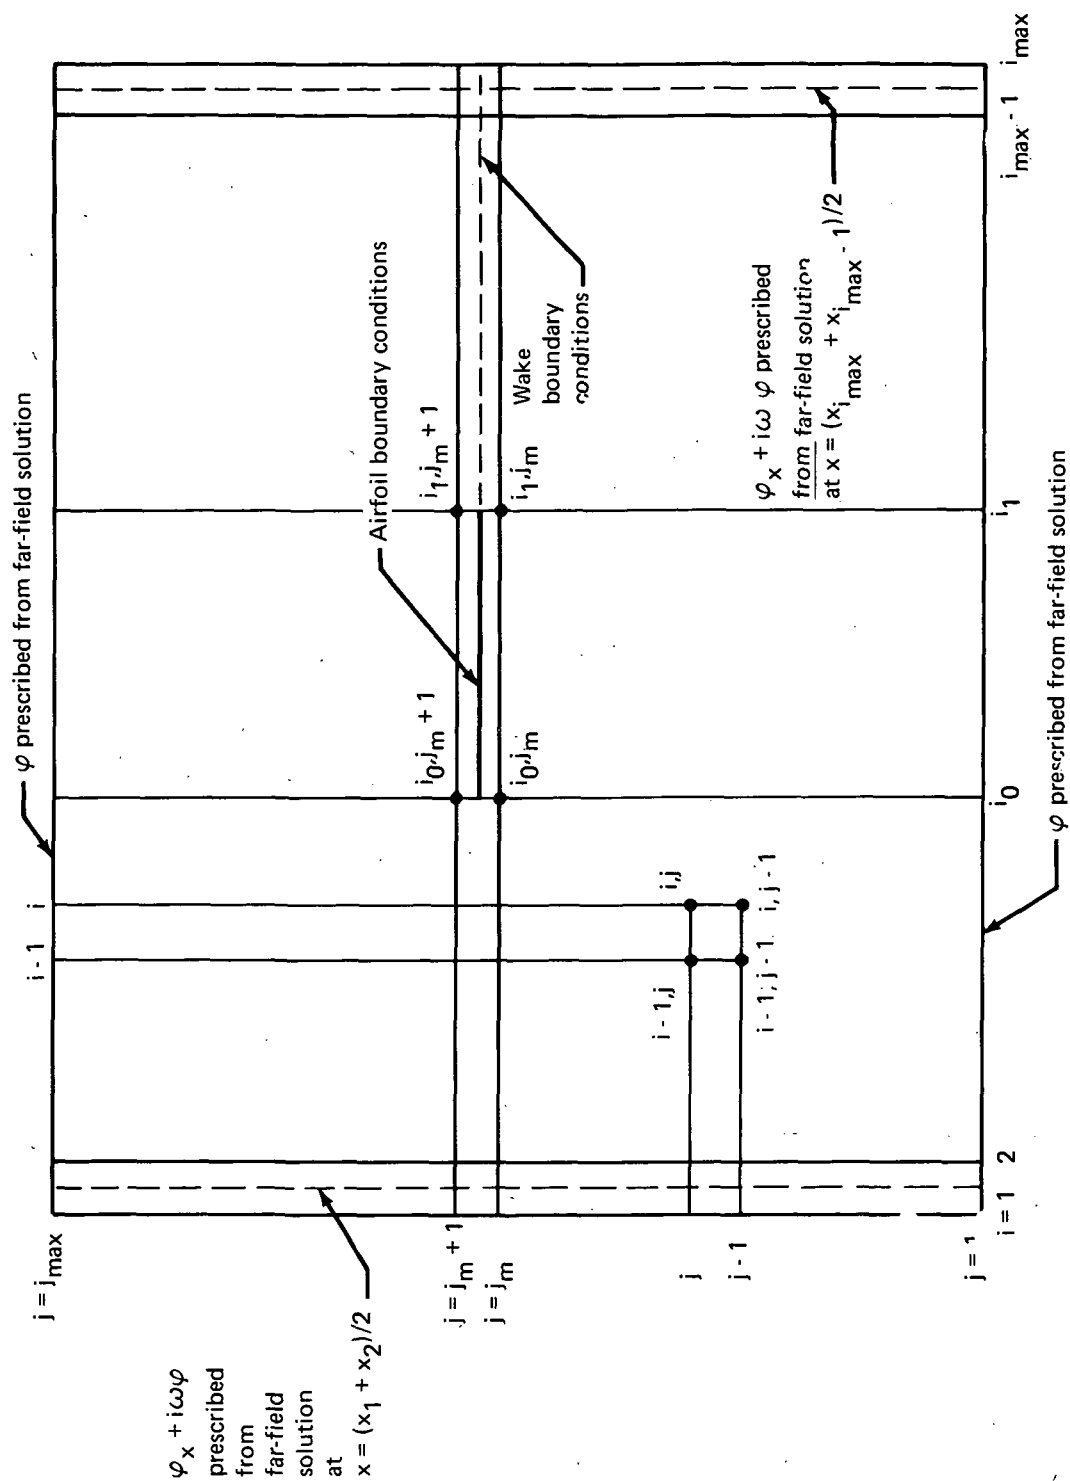 φ prescribed from far-field solution
j = jmax
i - 1
i
φx + iωφ
prescribed
from
far-field
solution
at
x = (x1 + x2)/2
j = jm + 1
j = jm
i0,jm + 1
i0,jm
i1,jm + 1
i1,jm
Airfoil boundary conditions
Wake
boundary
conditions
j
j - 1
i - 1,j
i,j
i - 1, j - 1
i, j - 1
φx + iω φ prescribed
from far-field solution
at x = (ximax + ximax - 1)/2
j = 1
i = 1
2
i0
i1
imax - 1
imax
φ prescribed from far-field solution